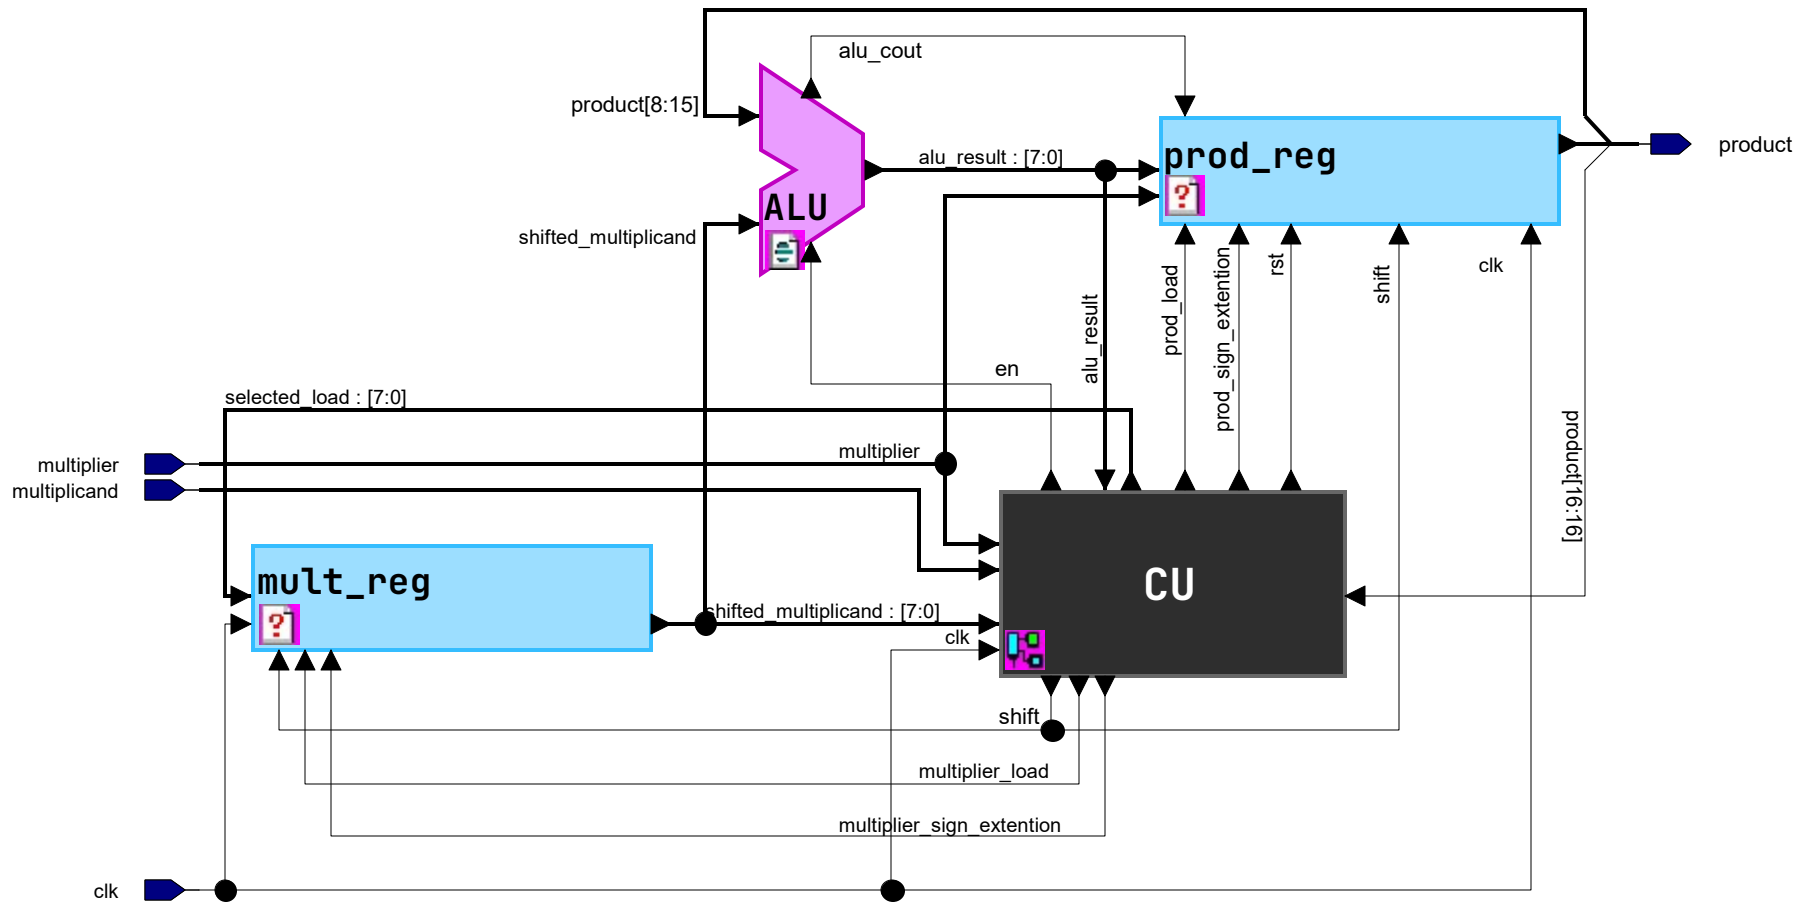 alu_cout
product[8:15]
product
alu_result : [7:0]
prod_reg
?
ALU
shifted_multiplicand
prod_load
prod_sign_extention
rst
shift
clk
alu_result
en
selected_load : [7:0]
multiplier
multiplier
multiplicand
product[16:16]
mult_reg
?
CU
shifted_multiplicand : [7:0]
clk
shift
multiplier_load
multiplier_sign_extention
clk